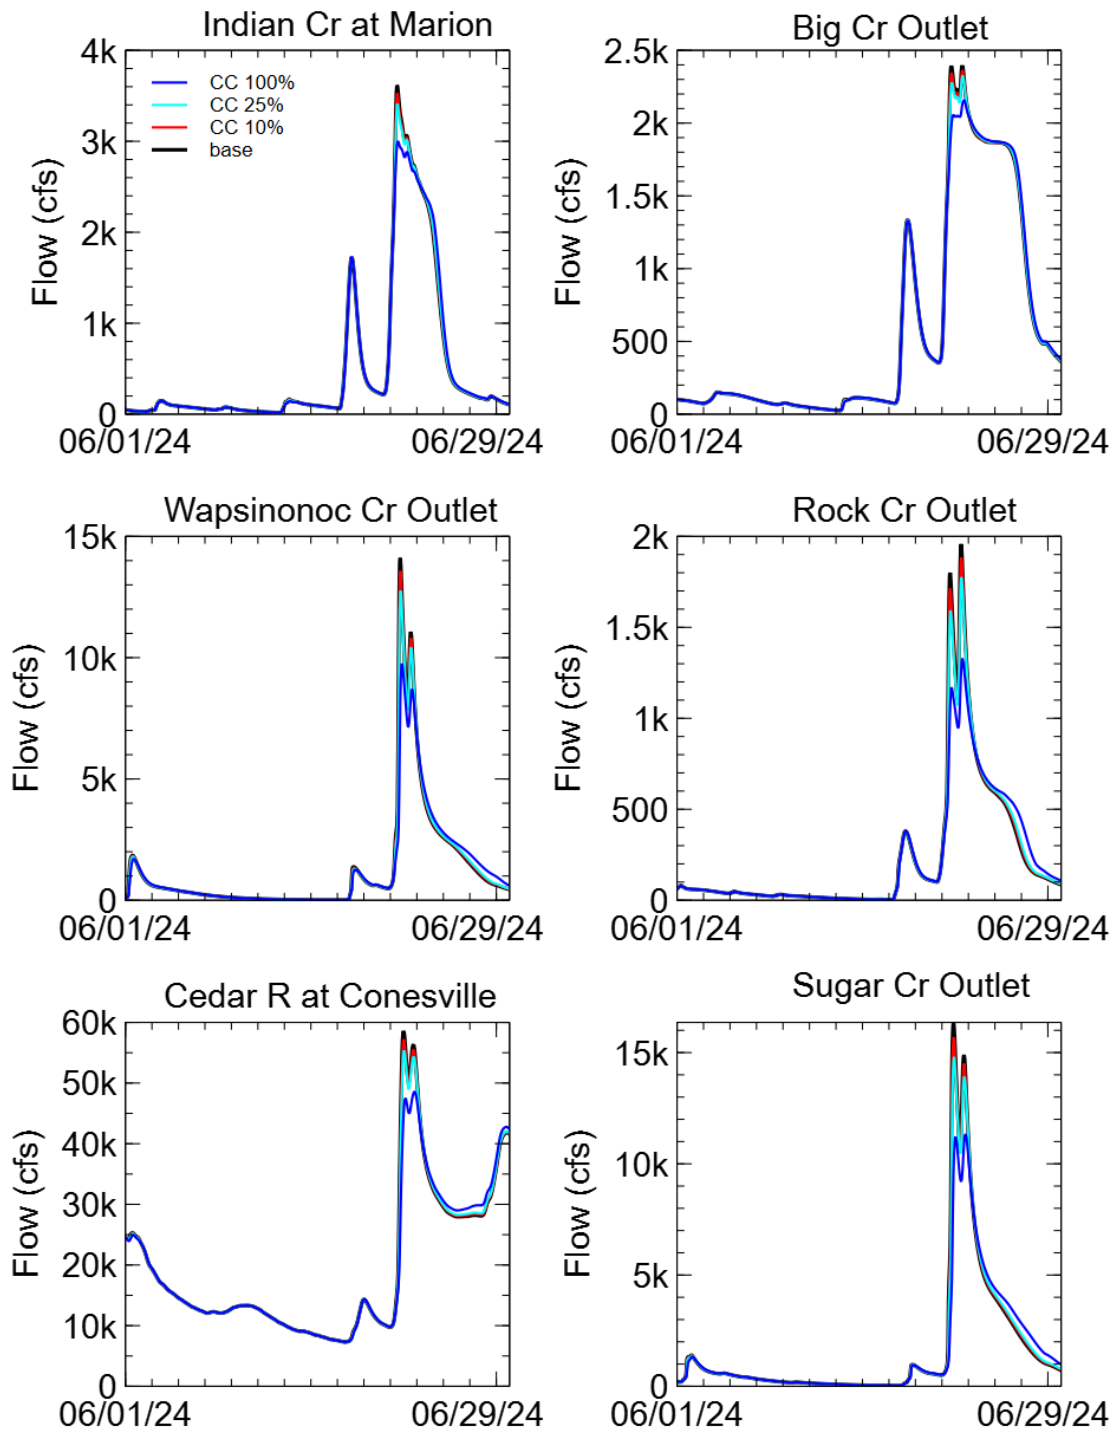 Indian Cr at Marion
4k
3k
2k
1k
0
Flow (cfs)
CC 100%
CC 25%
CC 10%
base
06/01/24
06/29/24
Big Cr Outlet
2.5k
2k
1.5k
1k
500
0
Flow (cfs)
06/01/24
06/29/24
Wapsinonoc Cr Outlet
15k
10k
5k
0
Flow (cfs)
06/01/24
06/29/24
Rock Cr Outlet
2k
1.5k
1k
500
0
Flow (cfs)
06/01/24
06/29/24
Cedar R at Conesville
60k
50k
40k
30k
20k
10k
0
Flow (cfs)
06/01/24
06/29/24
Sugar Cr Outlet
15k
10k
5k
0
Flow (cfs)
06/01/24
06/29/24